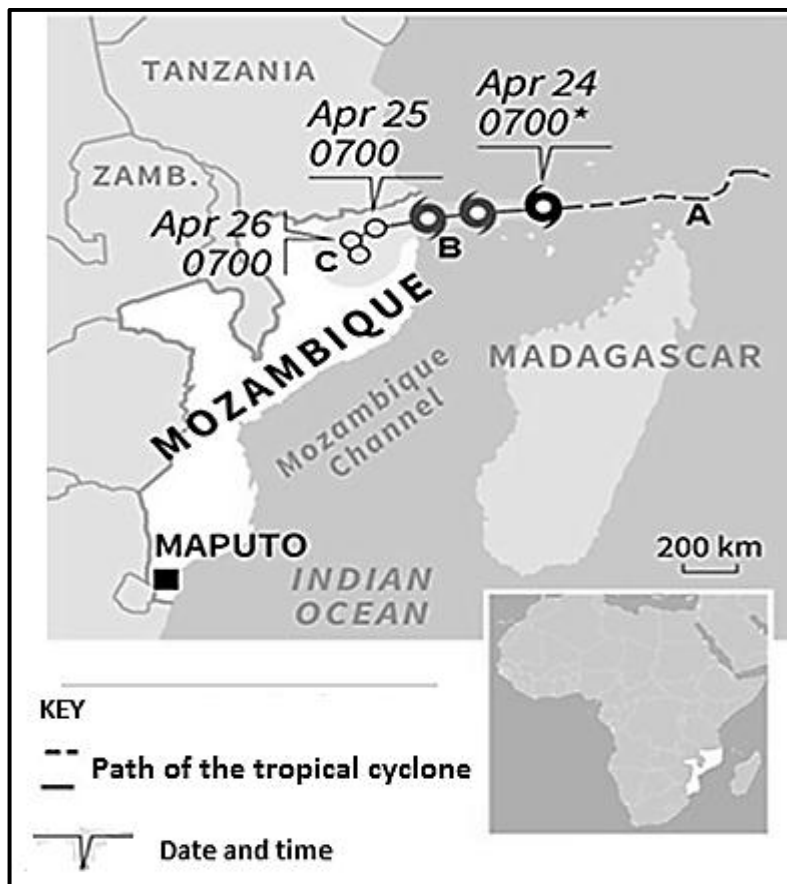 TANZANIA
Apr 24
0700*
Apr 25
0700
ZAMB.
A
Apr 26
0700
B
C
MOZAMBIQUE
MADAGASCAR
Mozambique
Channel
MAPUTO
200 km
INDIAN
OCEAN
KEY
Path of the tropical cyclone
Date and time